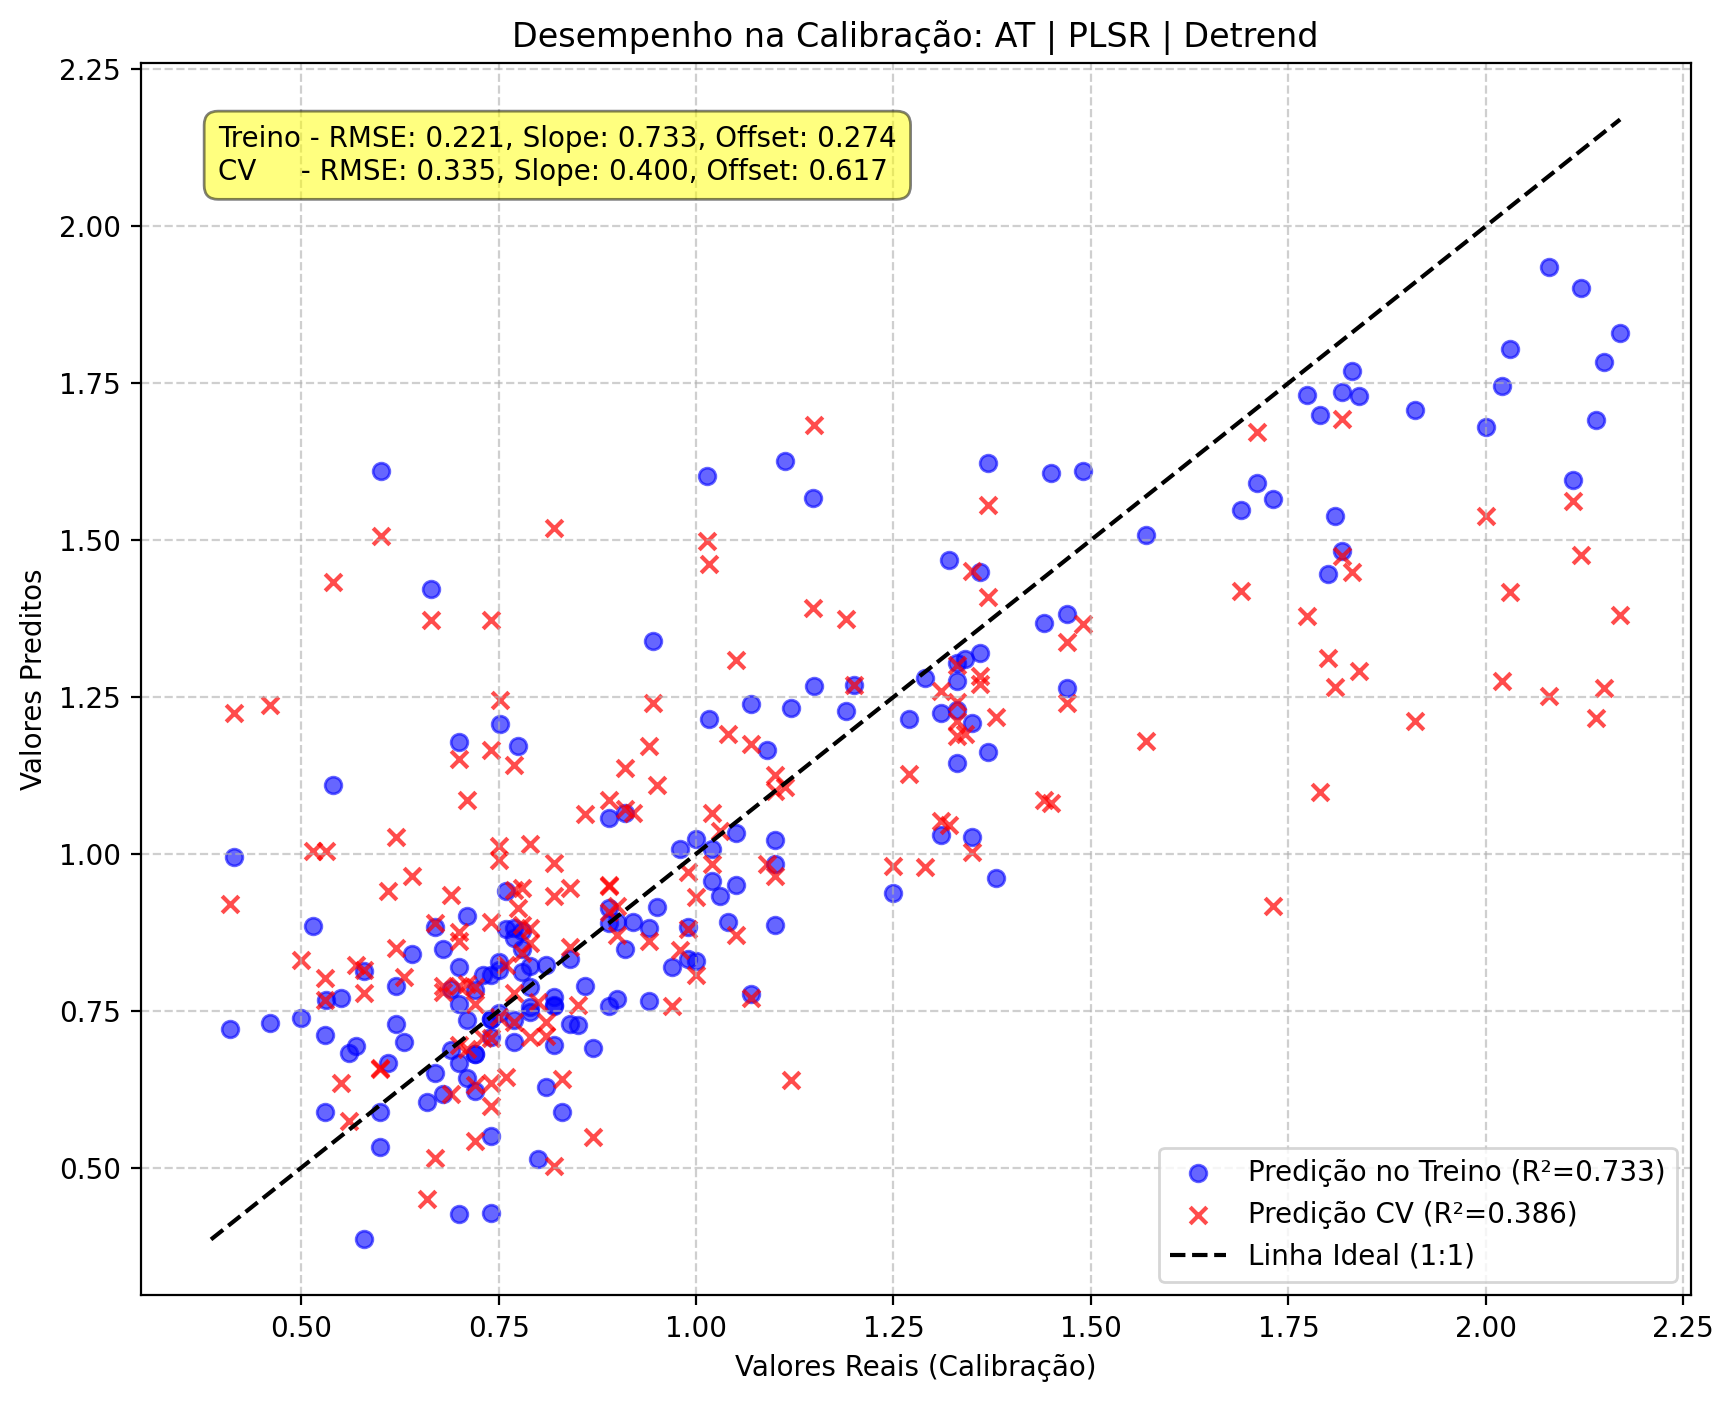 Desempenho na Calibração: AT | PLSR | Detrend
Treino - RMSE: 0.221, Slope: 0.733, Offset: 0.274
CV - RMSE: 0.335, Slope: 0.400, Offset: 0.617
Valores Preditos
2.25
2.00
1.75
1.50
1.25
1.00
0.75
0.50
Predição no Treino (R²=0.733)
Predição CV (R²=0.386)
Linha Ideal (1:1)
0.50 0.75 1.00 1.25 1.50 1.75 2.00 2.25
Valores Reais (Calibração)